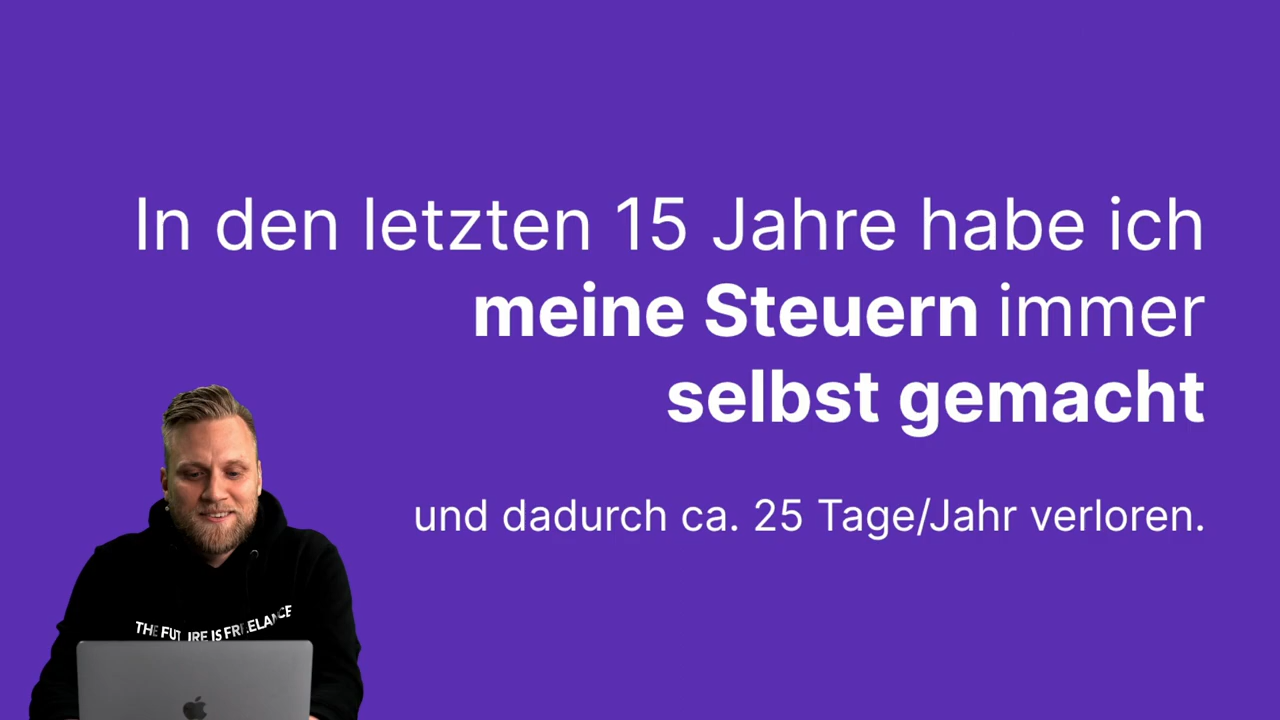 In den letzten 15 Jahre habe ich
meine Steuern immer
selbst gemacht
und dadurch ca. 25 Tage/Jahr verloren.
THE FUTURE IS FREELANCE